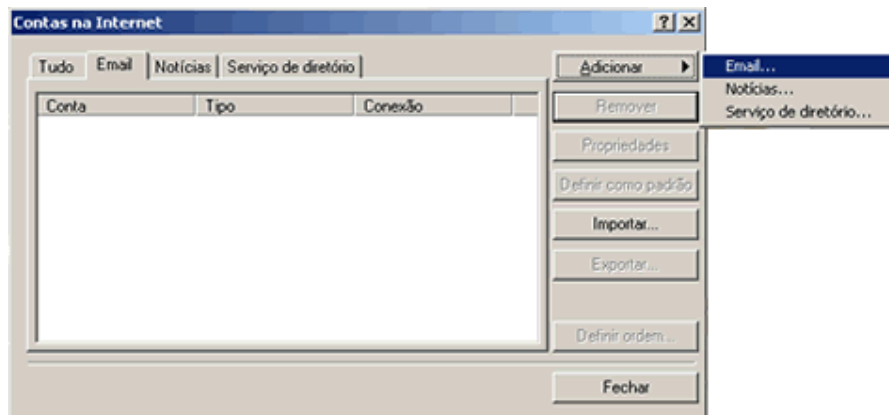 Contas na Internet
Tudo Email Notícias Serviço de diretório
Conta Tipo Conexão
Adicionar
Remover
Propriedades
Definir como padrão
Importar...
Exportar...
Definir ordem...
Fechar
Email...
Notícias...
Serviço de diretório...